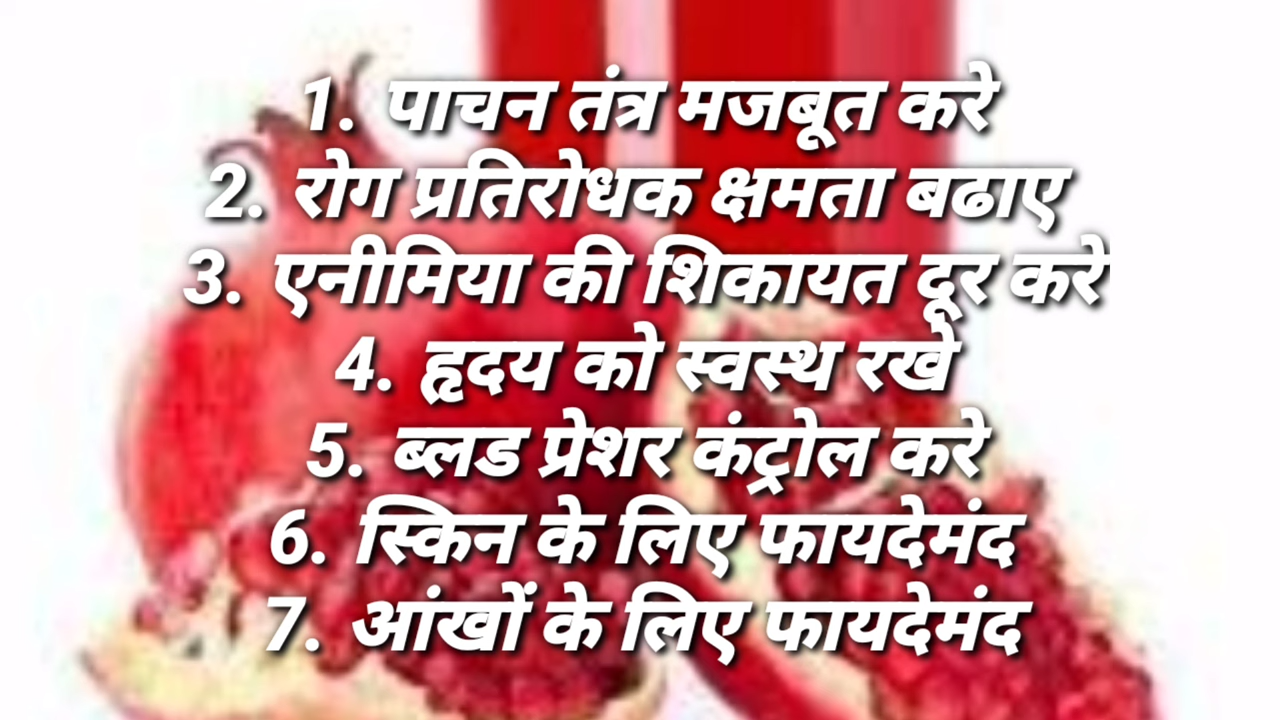 1. पाचन तंत्र मजबूत करे
2. रोग प्रतिरोधक क्षमता बढाए
3. एनीमिया की शिकायत दूर करे
4. हृदय को स्वस्थ रखे
5. ब्लड प्रेशर कंट्रोल करे
6. स्किन के लिए फायदेमंद
7. आंखों के लिए फायदेमंद